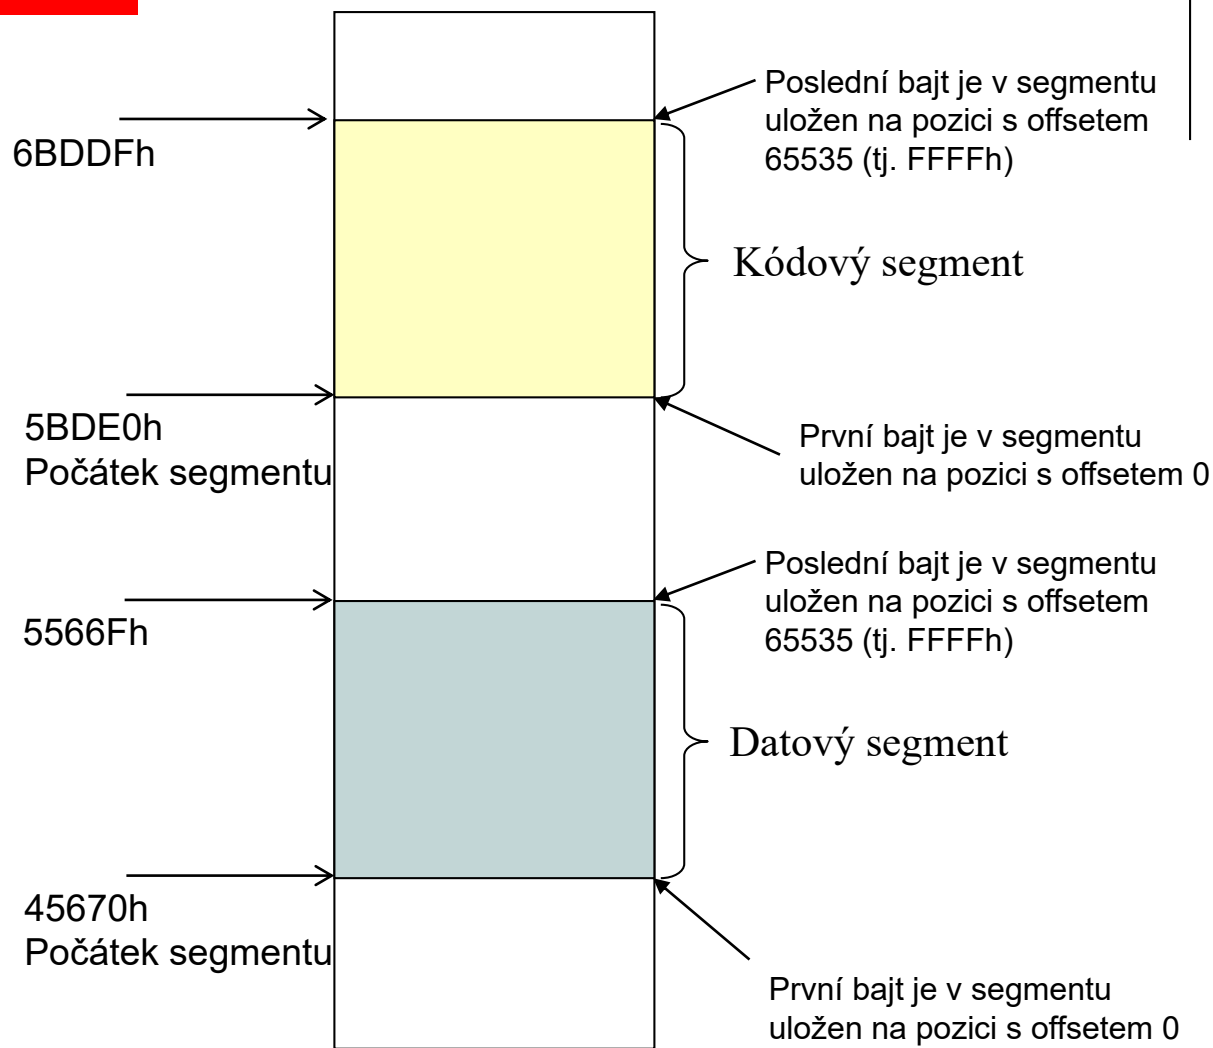 Poslední bajt je v segmentu
uložen na pozici s offsetem
65535 (tj. FFFFh)
6BDDFh
Kódový segment
5BDE0h
Počátek segmentu
První bajt je v segmentu
uložen na pozici s offsetem 0
Poslední bajt je v segmentu
uložen na pozici s offsetem
65535 (tj. FFFFh)
5566Fh
Datový segment
45670h
Počátek segmentu
První bajt je v segmentu
uložen na pozici s offsetem 0